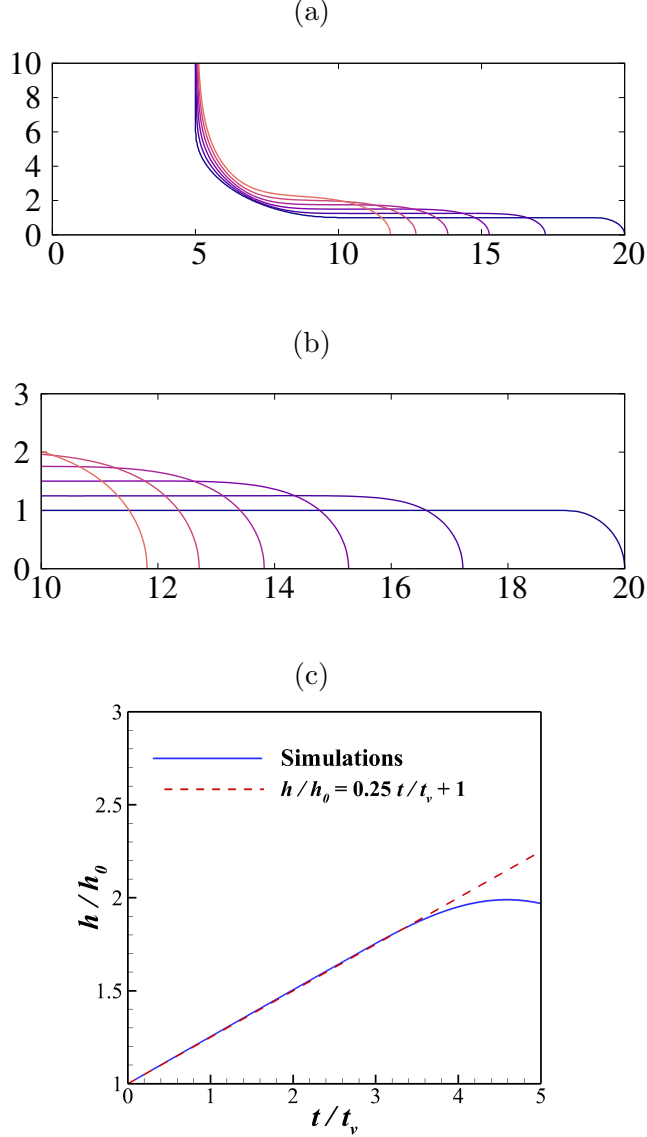 (a)
10
8
6
4
2
0
0 5 10 15 20
(b)
3
2
1
0
10 12 14 16 18 20
(c)
3
2.5
2
1.5
1
h / h₀
Simulations
h / h₀ = 0.25 t / tᵥ + 1
0 1 2 3 4 5
t / tᵥ